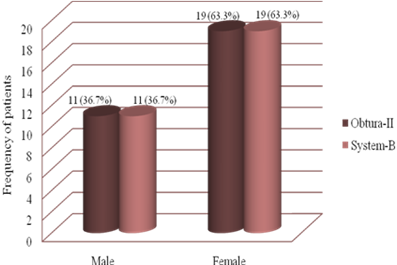 19 (63.3%) 19 (63.3%)
20
18
16
14
12
10
8
6
4
2
0
Frequency of patients
11 (36.7%) 11 (36.7%)
Obtura-II
System-B
Male Female